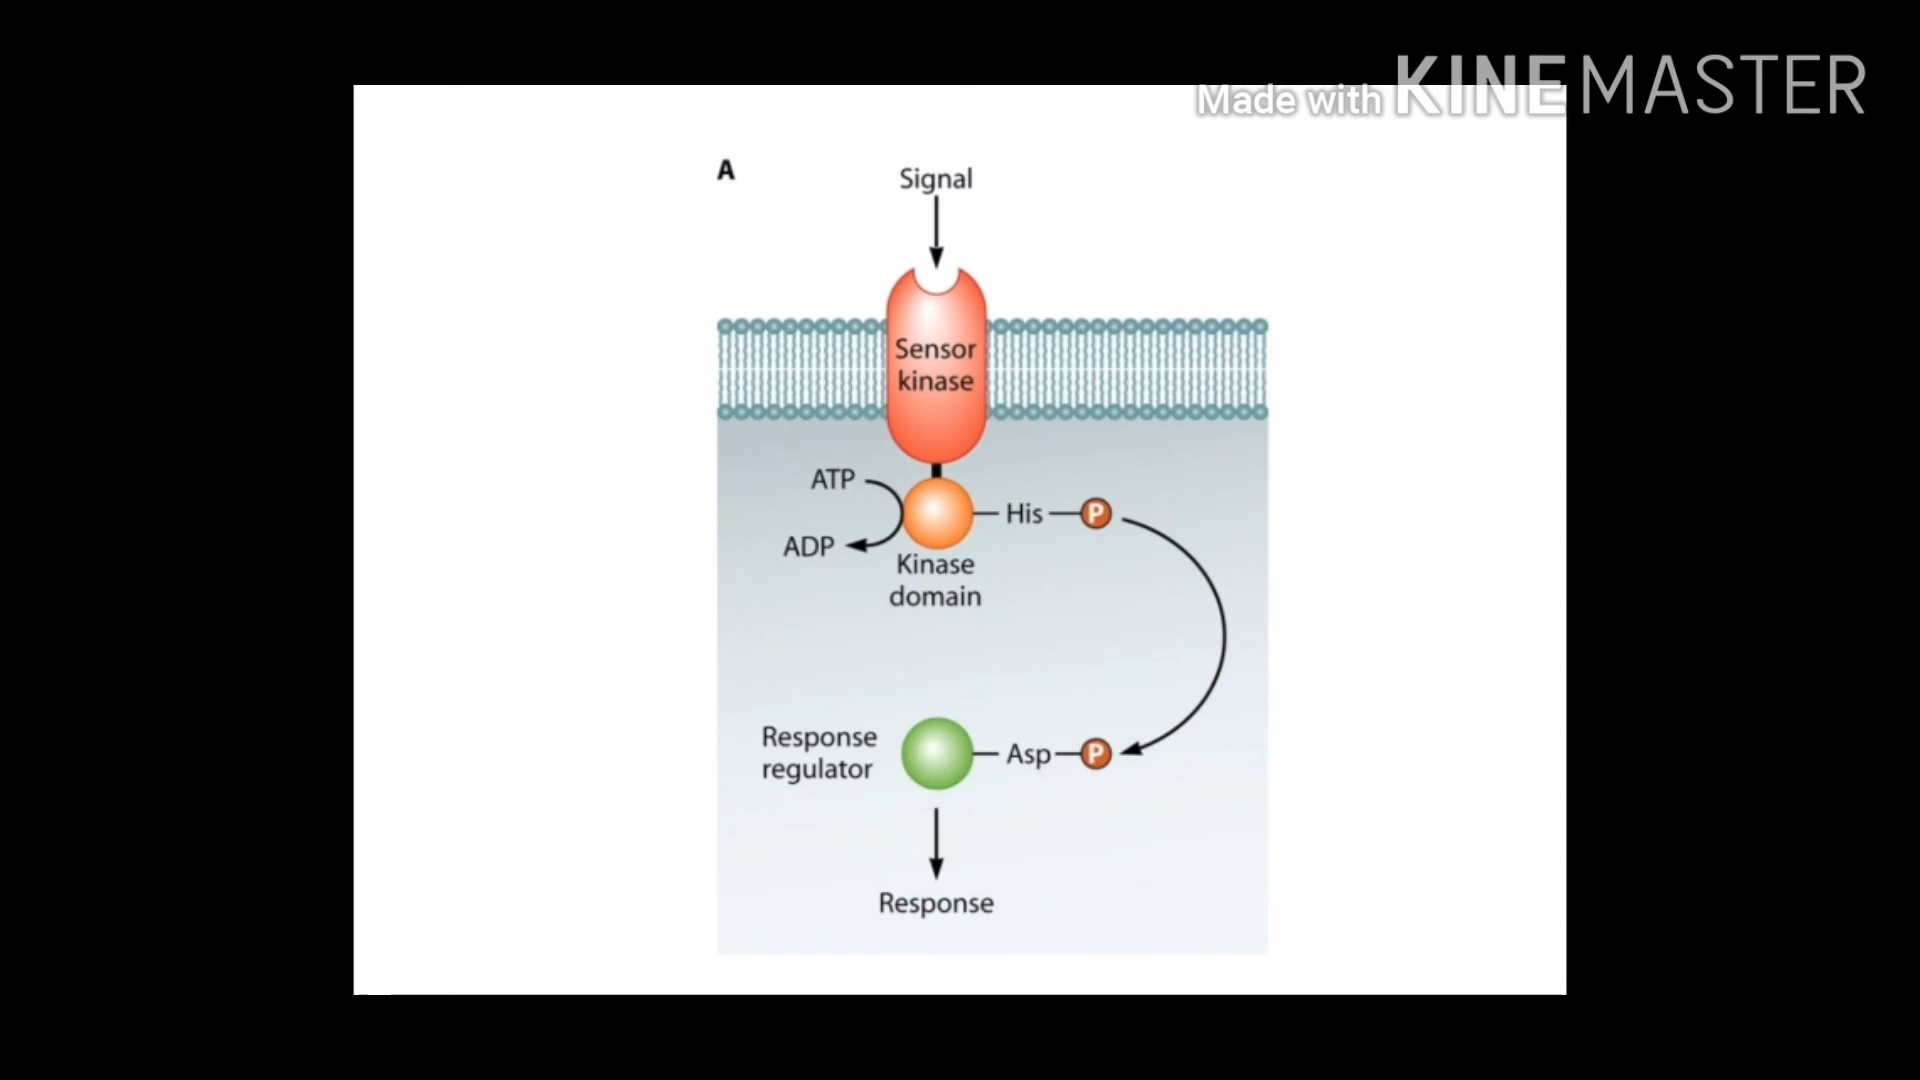 Made with KINEMASTER
A
Signal
Sensor
kinase
ATP
His
P
ADP
Kinase
domain
Response
regulator
Asp
P
Response